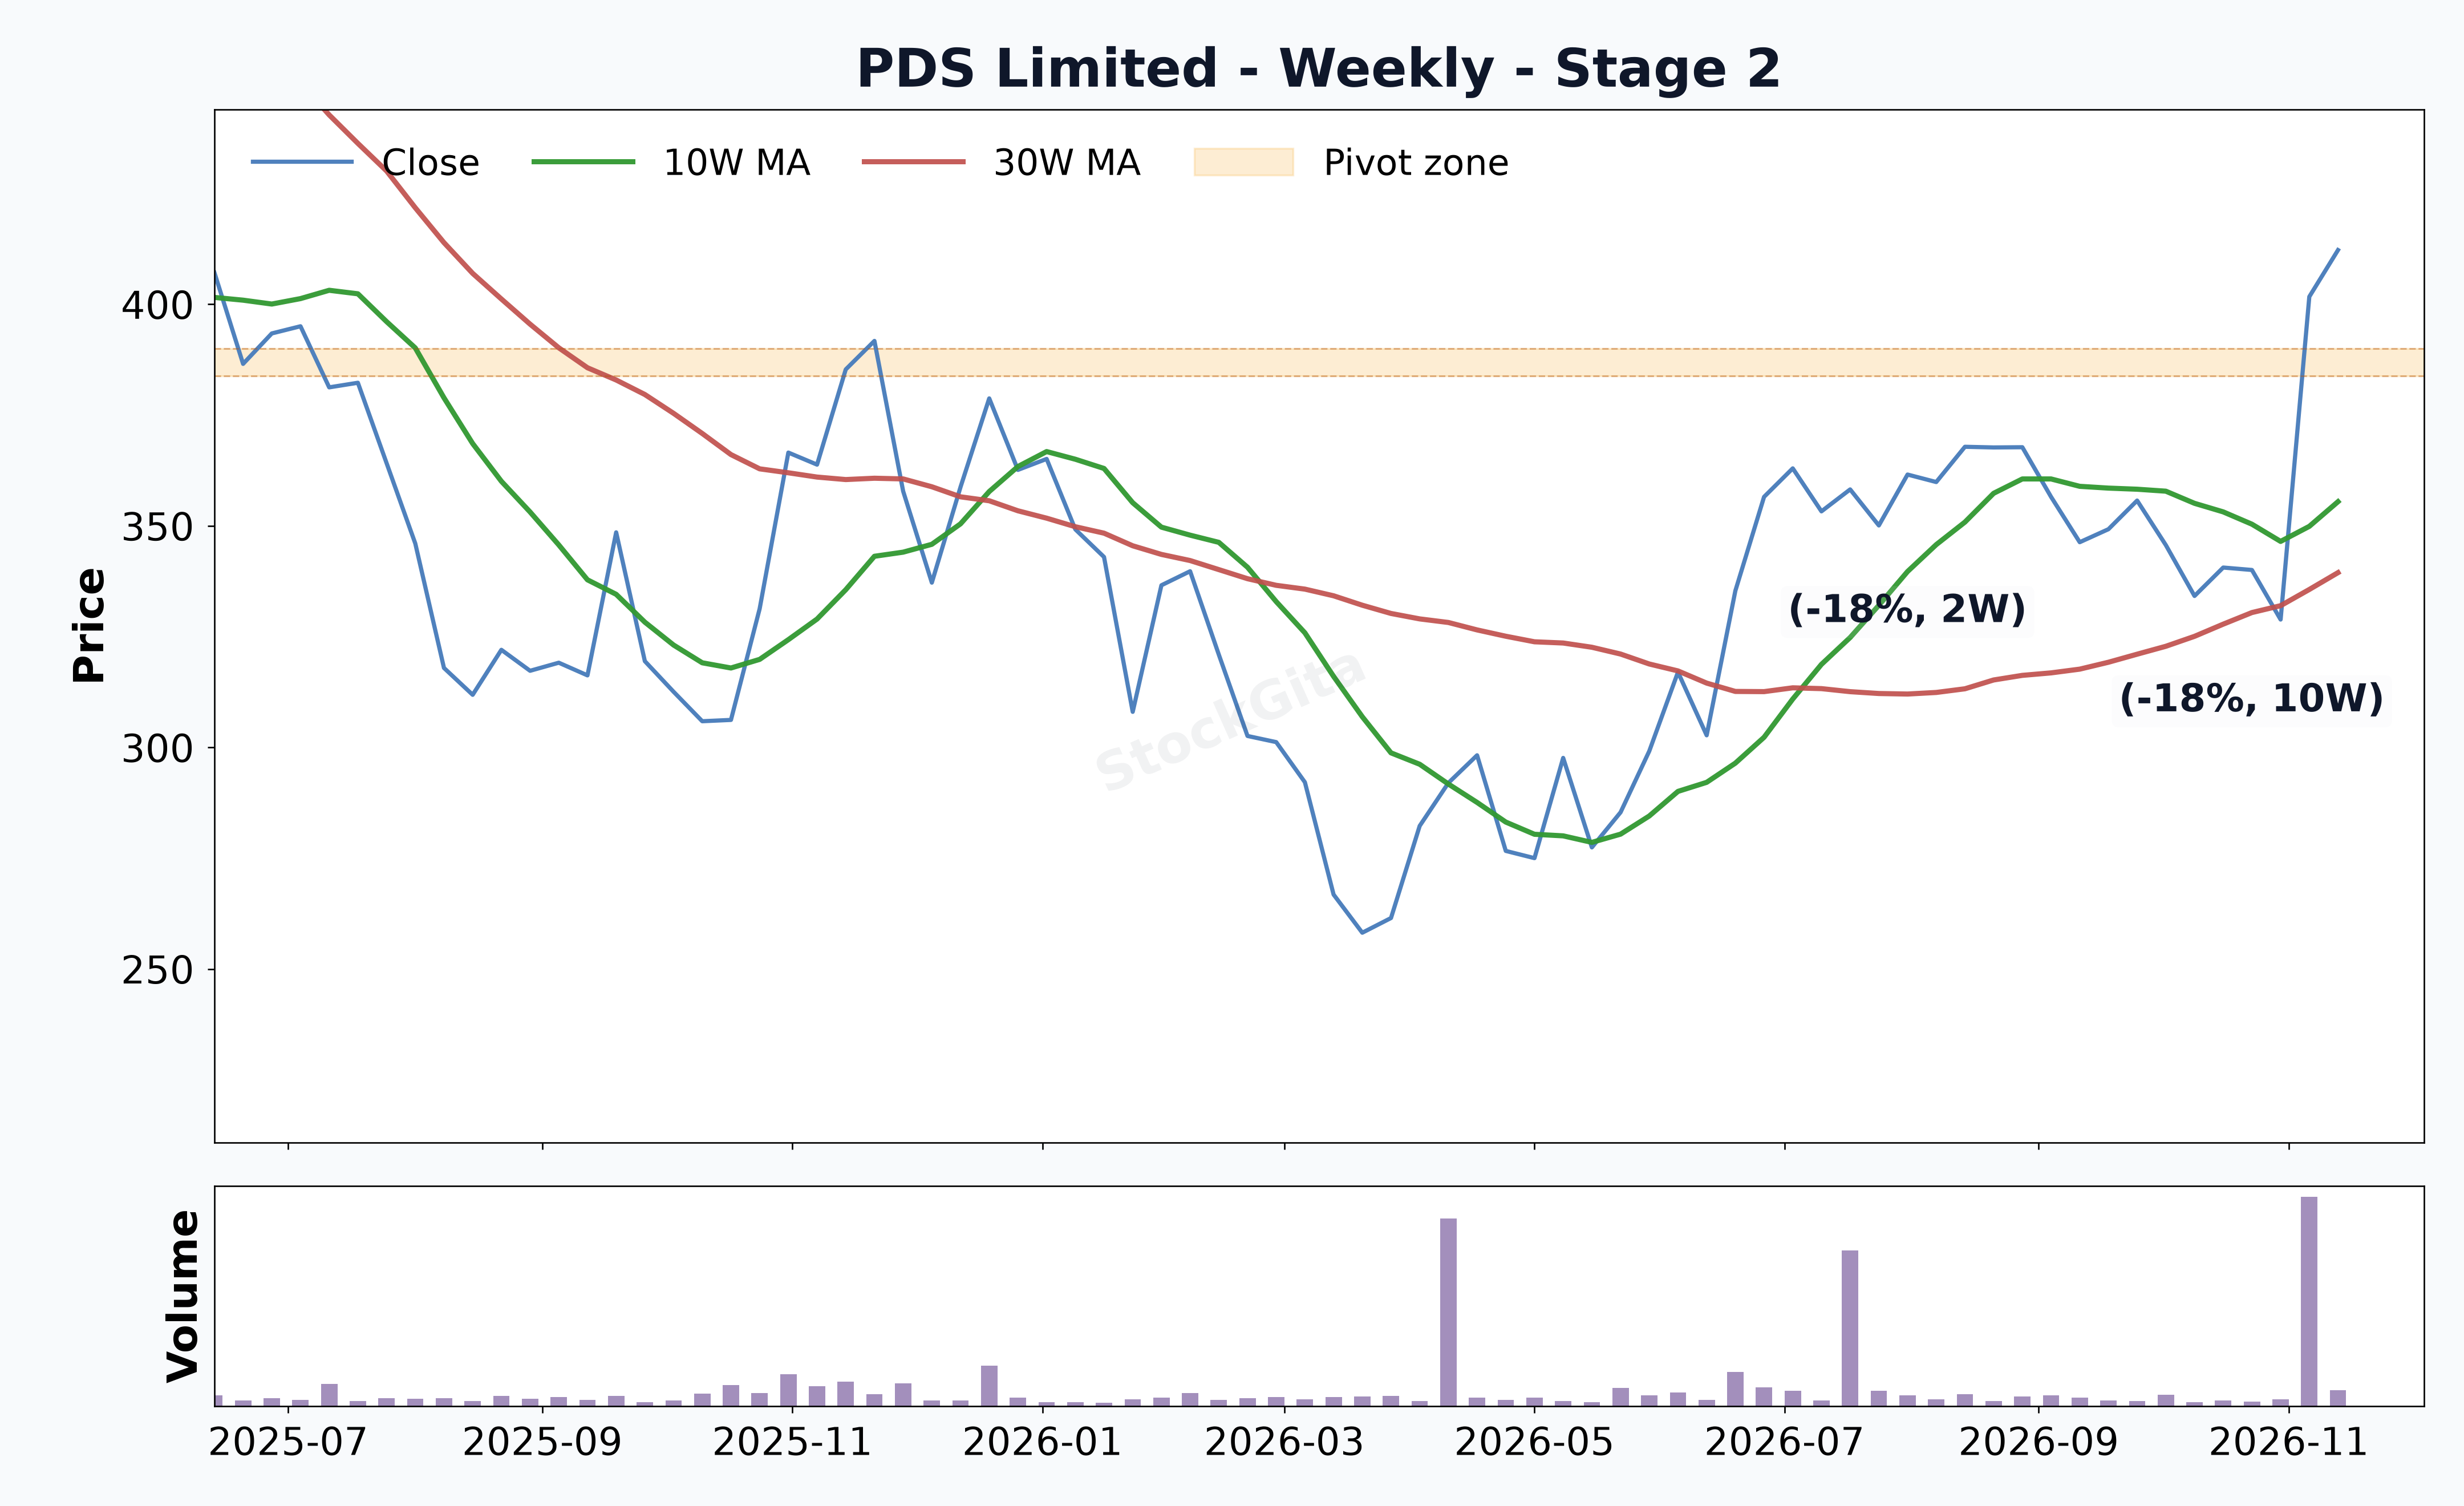 PDS Limited - Weekly - Stage 2
Close 10W MA 30W MA Pivot zone
Price
400
350
300
250
(-18%, 2W)
(-18%, 10W)
StockGita
Volume
2025-07 2025-09 2025-11 2026-01 2026-03 2026-05 2026-07 2026-09 2026-11